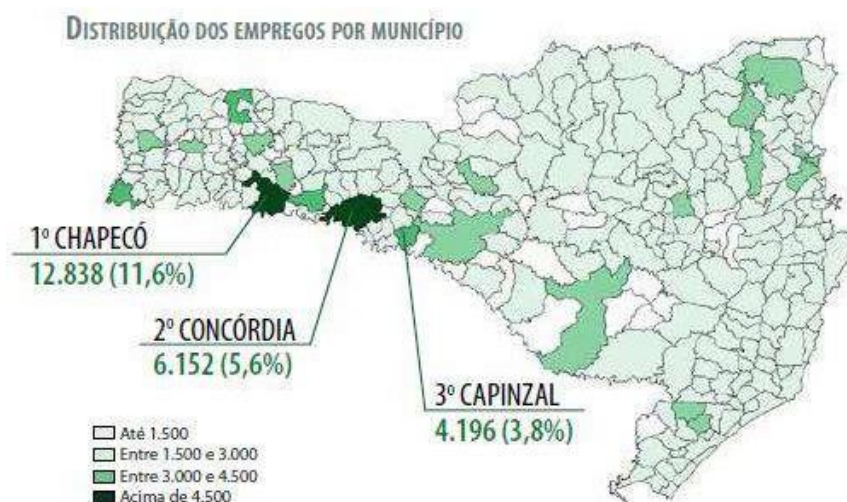 DISTRIBUIÇÃO DOS EMPREGOS POR MUNICÍPIO
1º CHAPECÓ
12.838 (11,6%)
2º CONCÓRDIA
6.152 (5,6%)
3º CAPINZAL
4.196 (3,8%)
Até 1.500
Entre 1.500 e 3.000
Entre 3.000 e 4.500
Acima de 4.500